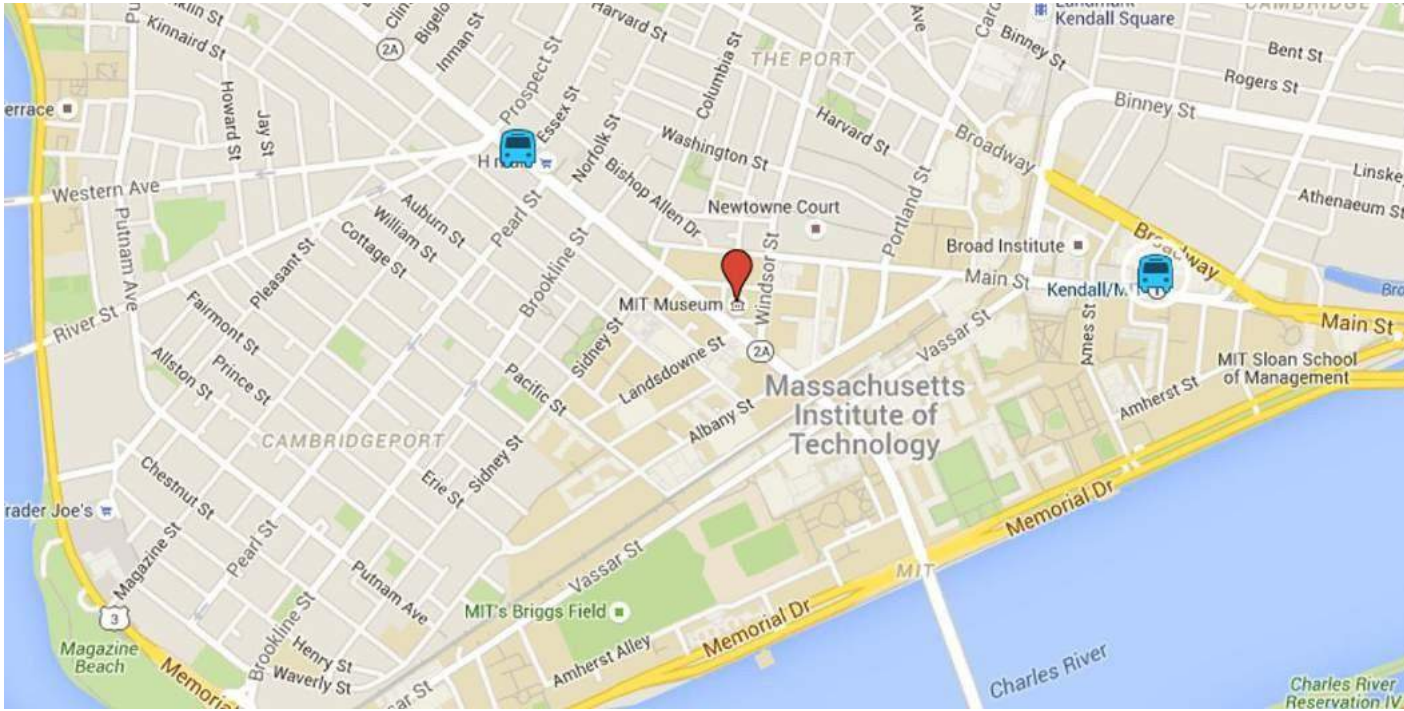 Kinnaird St
2A
Bigelow
Inman St
Prospect St
Essex St
Harvard St
Columbia St
Ave
THE PORT
Landmark
Kendall Square
CAMBRIDGE
Binney St
Bent St
Rogers St
Binney St
Howard St
Jay St
Norfolk St
Washington St
Harvard St
Broadway
Western Ave
Putnam Ave
Auburn St
William St
Cottage St
Pearl St
Bishop Allen Dr
Newtowne Court
Portland St
Broad Institute
Athenaeum St
Broadway
Pleasant St
Brookline St
MIT Museum
Windsor St
Main St
Kendall/M
River St
Fairmont St
Prince St
Allston St
Sidney St
Landsdowne St
2A
Vassar St
Ames St
Main St
MIT Sloan School
of Management
Pacific St
Albany St
Massachusetts
Institute of
Technology
Amherst St
CAMBRIDGEPORT
Sidney St
Erie St
Chestnut St
rader Joe's
Magazine St
Pearl St
Putnam Ave
Vassar St
Memorial Dr
MIT
3
MIT's Briggs Field
Memorial Dr
Magazine
Beach
Brookline St
Henry St
Waverly St
Amherst Alley
Memorial
Vassar St
Charles River
Charles River
Reservation IV